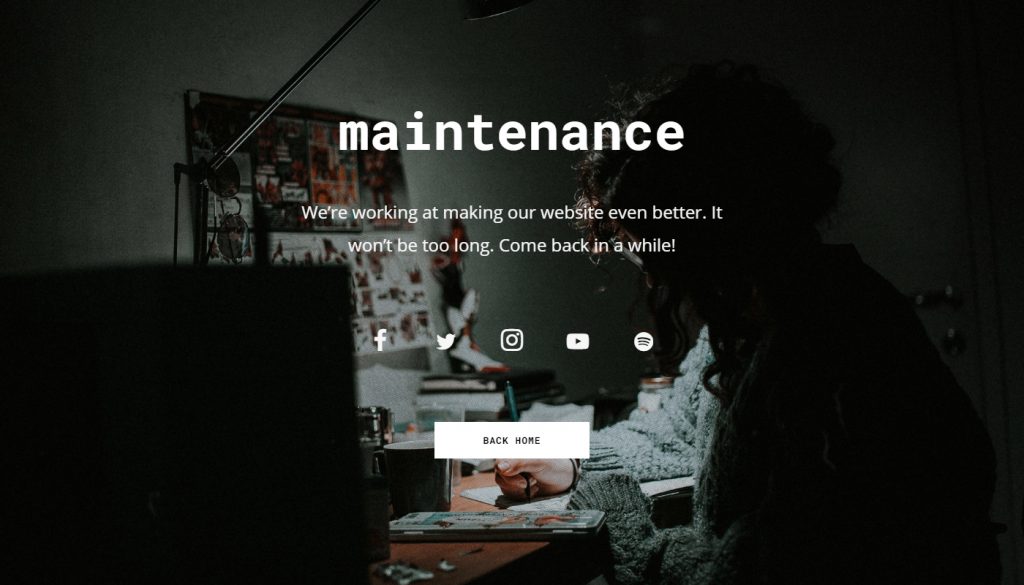 maintenance
We’re working at making our website even better. It
won’t be too long. Come back in a while!
BACK HOME